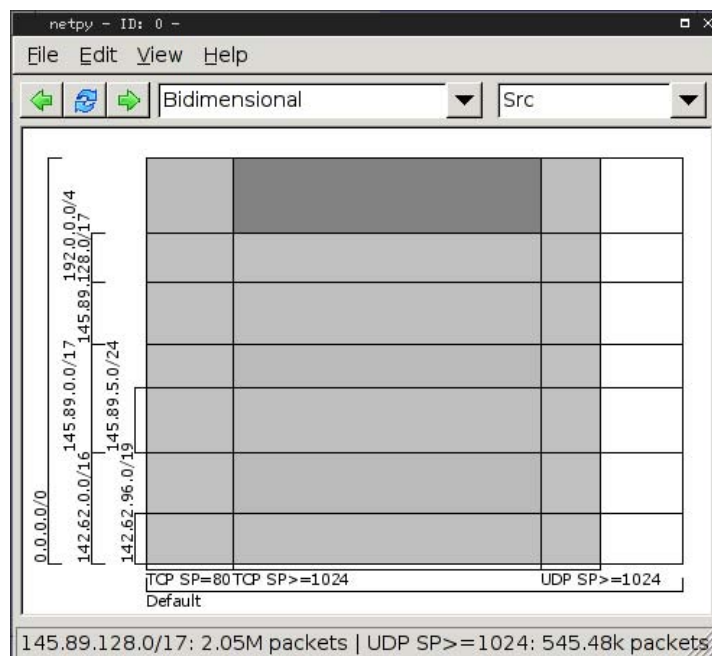 netpy - ID: 0 -
File Edit View Help
Bidimensional
Src
0.0.0.0/0
192.0.0.0/4
145.89.128.0/17
145.89.0.0/17
142.62.0.0/16
145.89.5.0/24
142.62.96.0/19
TCP SP=80 TCP SP>=1024 UDP SP>=1024
Default
145.89.128.0/17: 2.05M packets | UDP SP>=1024: 545.48k packets